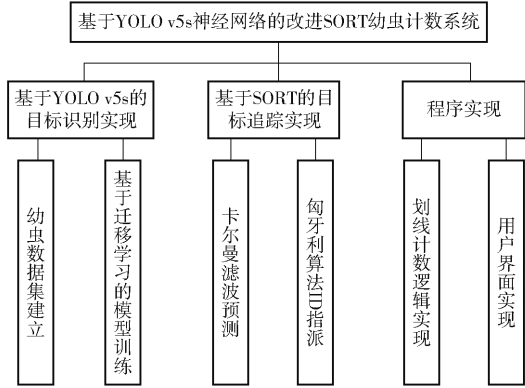 基于YOLO v5s神经网络的改进SORT幼虫计数系统
基于YOLO v5s的
目标识别实现
基于SORT的目
标追踪实现
程序实现
幼虫数据集建立
基于迁移学习的模型训练
卡尔曼滤波预测
匈牙利算法ID指派
划线计数逻辑实现
用户界面实现